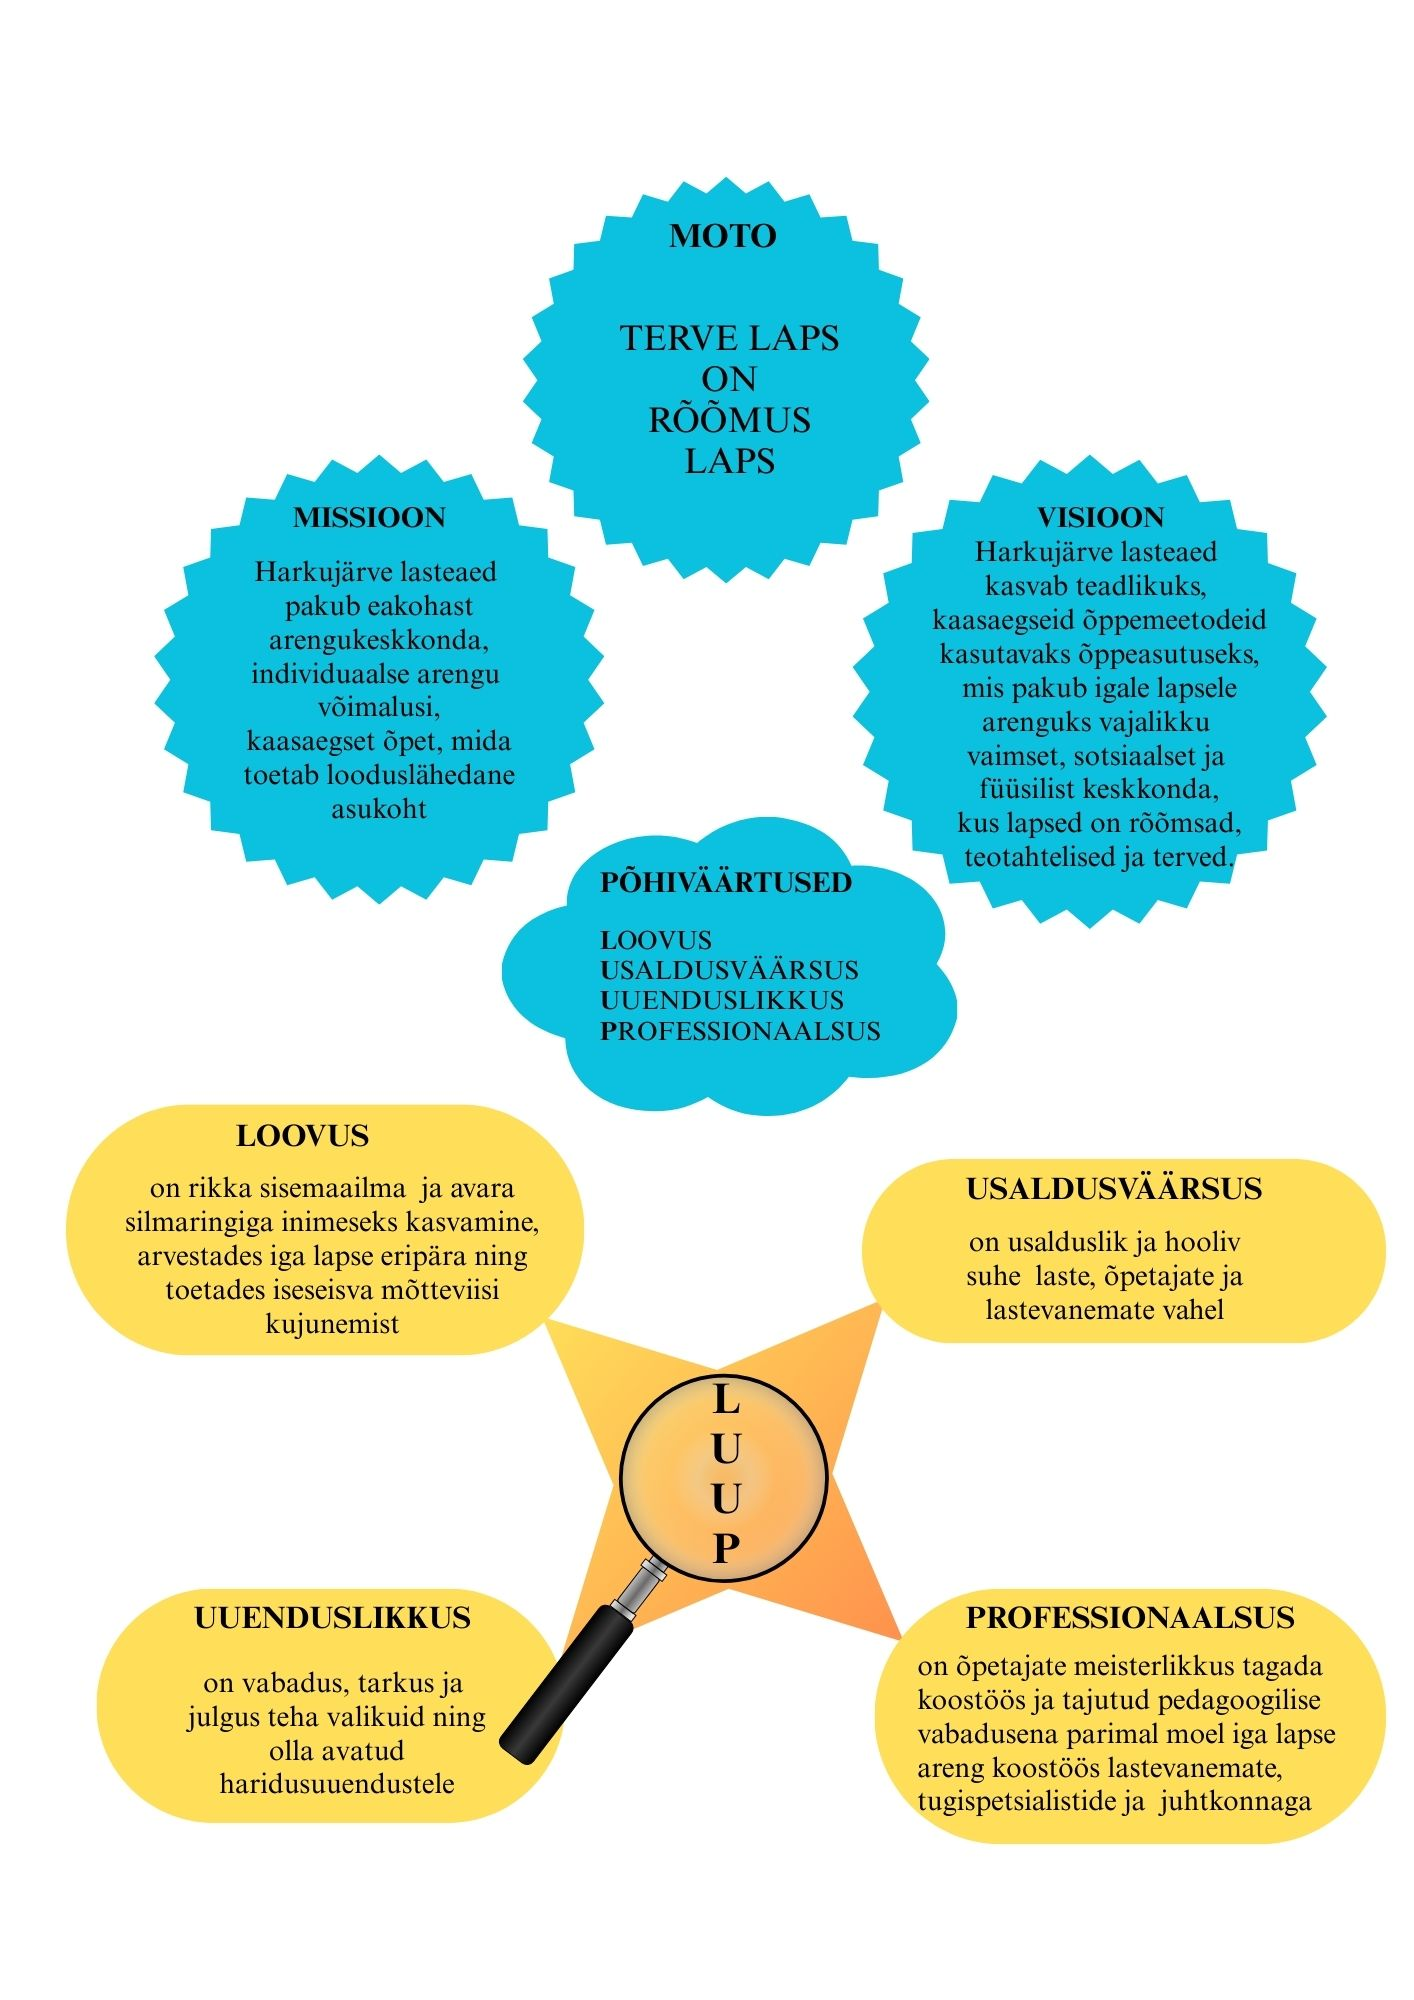 MOTO
TERVE LAPS
ON
RÕÕMUS
LAPS
MISSIOON
Harkujärve lasteaed
pakub eakohast
arengukeskkonda,
individuaalse arengu
võimalusi,
kaasaegset õpet, mida
toetab looduslähedane
asukoht
VISIOON
Harkujärve lasteaed
kasvab teadlikuks,
kaasaegseid õppemeetodeid
kasutavaks õppeasutuseks,
mis pakub igale lapsele
arenguks vajalikku
vaimset, sotsiaalset ja
füüsilist keskkonda,
kus lapsed on rõõmsad,
teotahtelised ja terved.
PÕHIVÄÄRTUSED
LOOVUS
USALDUSVÄÄRSUS
UUENDUSLIKKUS
PROFESSIONAALSUS
LOOVUS
on rikka sisemaailma ja avara
silmaringiga inimeseks kasvamine,
arvestades iga lapse eripära ning
toetades iseseisva mõtteviisi
kujunemist
USALDUSVÄÄRSUS
on usalduslik ja hooliv
suhe laste, õpetajate ja
lastevanemate vahel
L
U
U
P
UUENDUSLIKKUS
on vabadus, tarkus ja
julgus teha valikuid ning
olla avatud
haridusuuendustele
PROFESSIONAALSUS
on õpetajate meisterlikkus tagada
koostöös ja tajutud pedagoogilise
vabadusena parimal moel iga lapse
areng koostöös lastevanemate,
tugispetsialistide ja juhtkonnaga